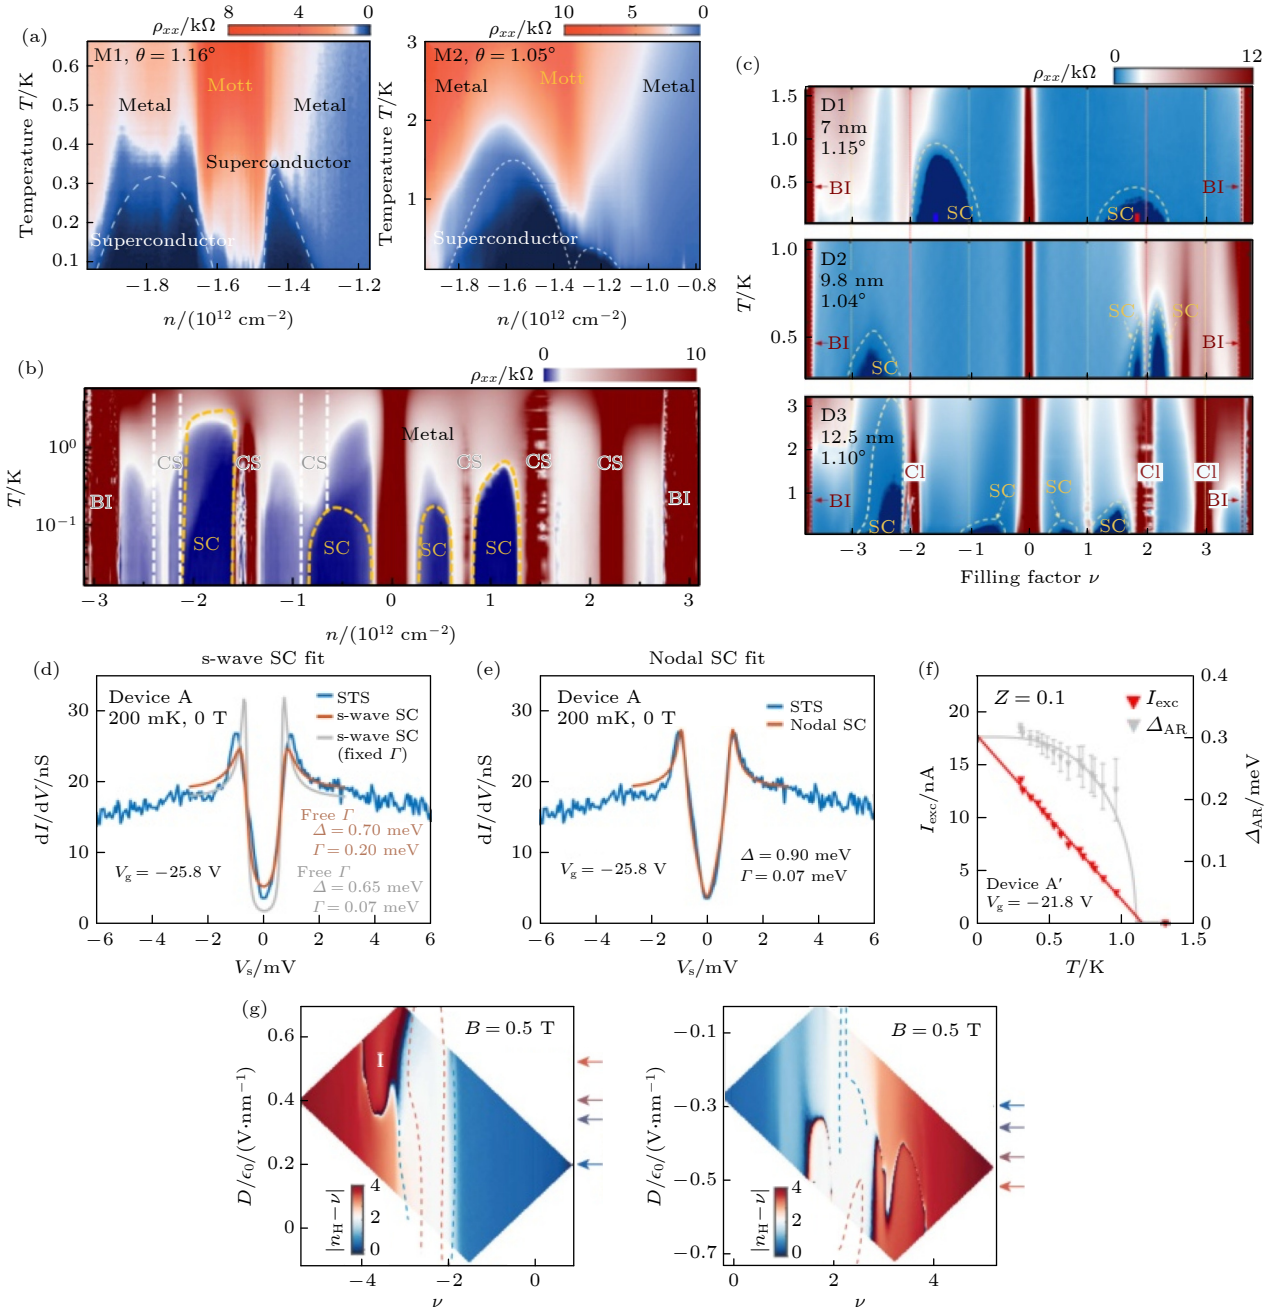 (a)
ρxx/kΩ
8
4
0
M1, θ = 1.16°
Mott
Metal
Metal
Superconductor
Superconductor
Temperature T/K
0.6
0.5
0.4
0.3
0.2
0.1
−1.8
−1.6
−1.4
−1.2
n/(10¹² cm⁻²)
ρxx/kΩ
10
5
0
M2, θ = 1.05°
Mott
Metal
Metal
Superconductor
Temperature T/K
3
2
1
−1.8
−1.6
−1.4
−1.2
−1.0
−0.8
n/(10¹² cm⁻²)
(b)
ρxx/kΩ
0
10
Metal
CS
CS
CS
CS
CS
CS
BI
BI
SC
SC
SC
SC
T/K
10⁰
10⁻¹
−3
−2
−1
0
1
2
3
n/(10¹² cm⁻²)
(c)
ρxx/kΩ
0
12
D1
7 nm
1.15°
BI
SC
SC
BI
1.5
1.0
0.5
D2
9.8 nm
1.04°
BI
SC
SC
SC
BI
1.0
0.5
T/K
D3
12.5 nm
1.10°
BI
SC
Cl
SC
SC
SC
Cl
Cl
BI
3
2
1
−3
−2
−1
0
1
2
3
Filling factor ν
(d)
s-wave SC fit
Device A
200 mK, 0 T
STS
s-wave SC
s-wave SC
(fixed Γ)
Free Γ
Δ = 0.70 meV
Γ = 0.20 meV
Free Γ
Δ = 0.65 meV
Γ = 0.07 meV
Vg = −25.8 V
dI/dV/nS
30
20
10
0
−6
−4
−2
0
2
4
6
Vs/mV
(e)
Nodal SC fit
Device A
200 mK, 0 T
STS
Nodal SC
Vg = −25.8 V
Δ = 0.90 meV
Γ = 0.07 meV
dI/dV/nS
30
20
10
0
−6
−4
−2
0
2
4
6
Vs/mV
(f)
Z = 0.1
Iexc
ΔAR
Device A′
Vg = −21.8 V
Iexc/nA
20
15
10
5
0
ΔAR/meV
0.4
0.3
0.2
0.1
0
0
0.5
1.0
1.5
T/K
(g)
B = 0.5 T
I
D/ϵ0/(V·nm⁻¹)
0.6
0.4
0.2
0
|nH − ν|
4
2
0
−4
−2
0
ν
B = 0.5 T
D/ϵ0/(V·nm⁻¹)
−0.1
−0.3
−0.5
−0.7
|nH − ν|
4
2
0
0
2
4
ν